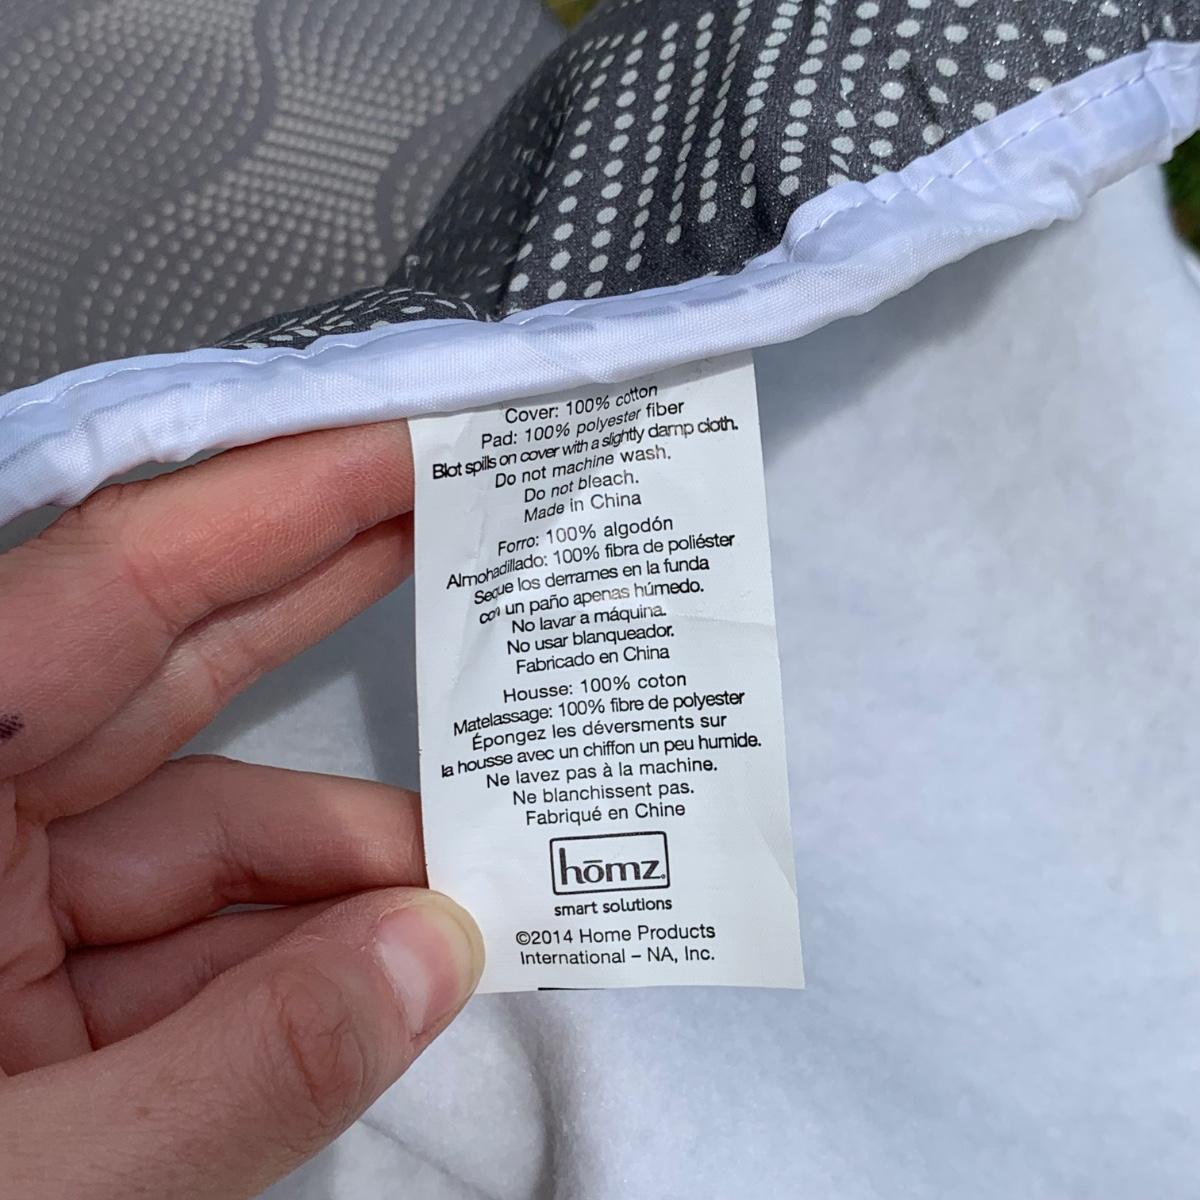 Cover: 100% cotton
Pad: 100% polyester fiber
Blot spills on cover with a slightly damp cloth.
Do not machine wash.
Do not bleach.
Made in China
Forro: 100% algodón
Almohadillado: 100% fibra de poliéster
Seque los derrames en la funda
con un paño apenas húmedo.
No lavar a máquina.
No usar blanqueador.
Fabricado en China
Housse: 100% coton
Matelassage: 100% fibre de polyester
Épongez les déversments sur
la housse avec un chiffon un peu humide.
Ne lavez pas à la machine.
Ne blanchissent pas.
Fabriqué en Chine
hōmz
smart solutions
©2014 Home Products
International – NA, Inc.